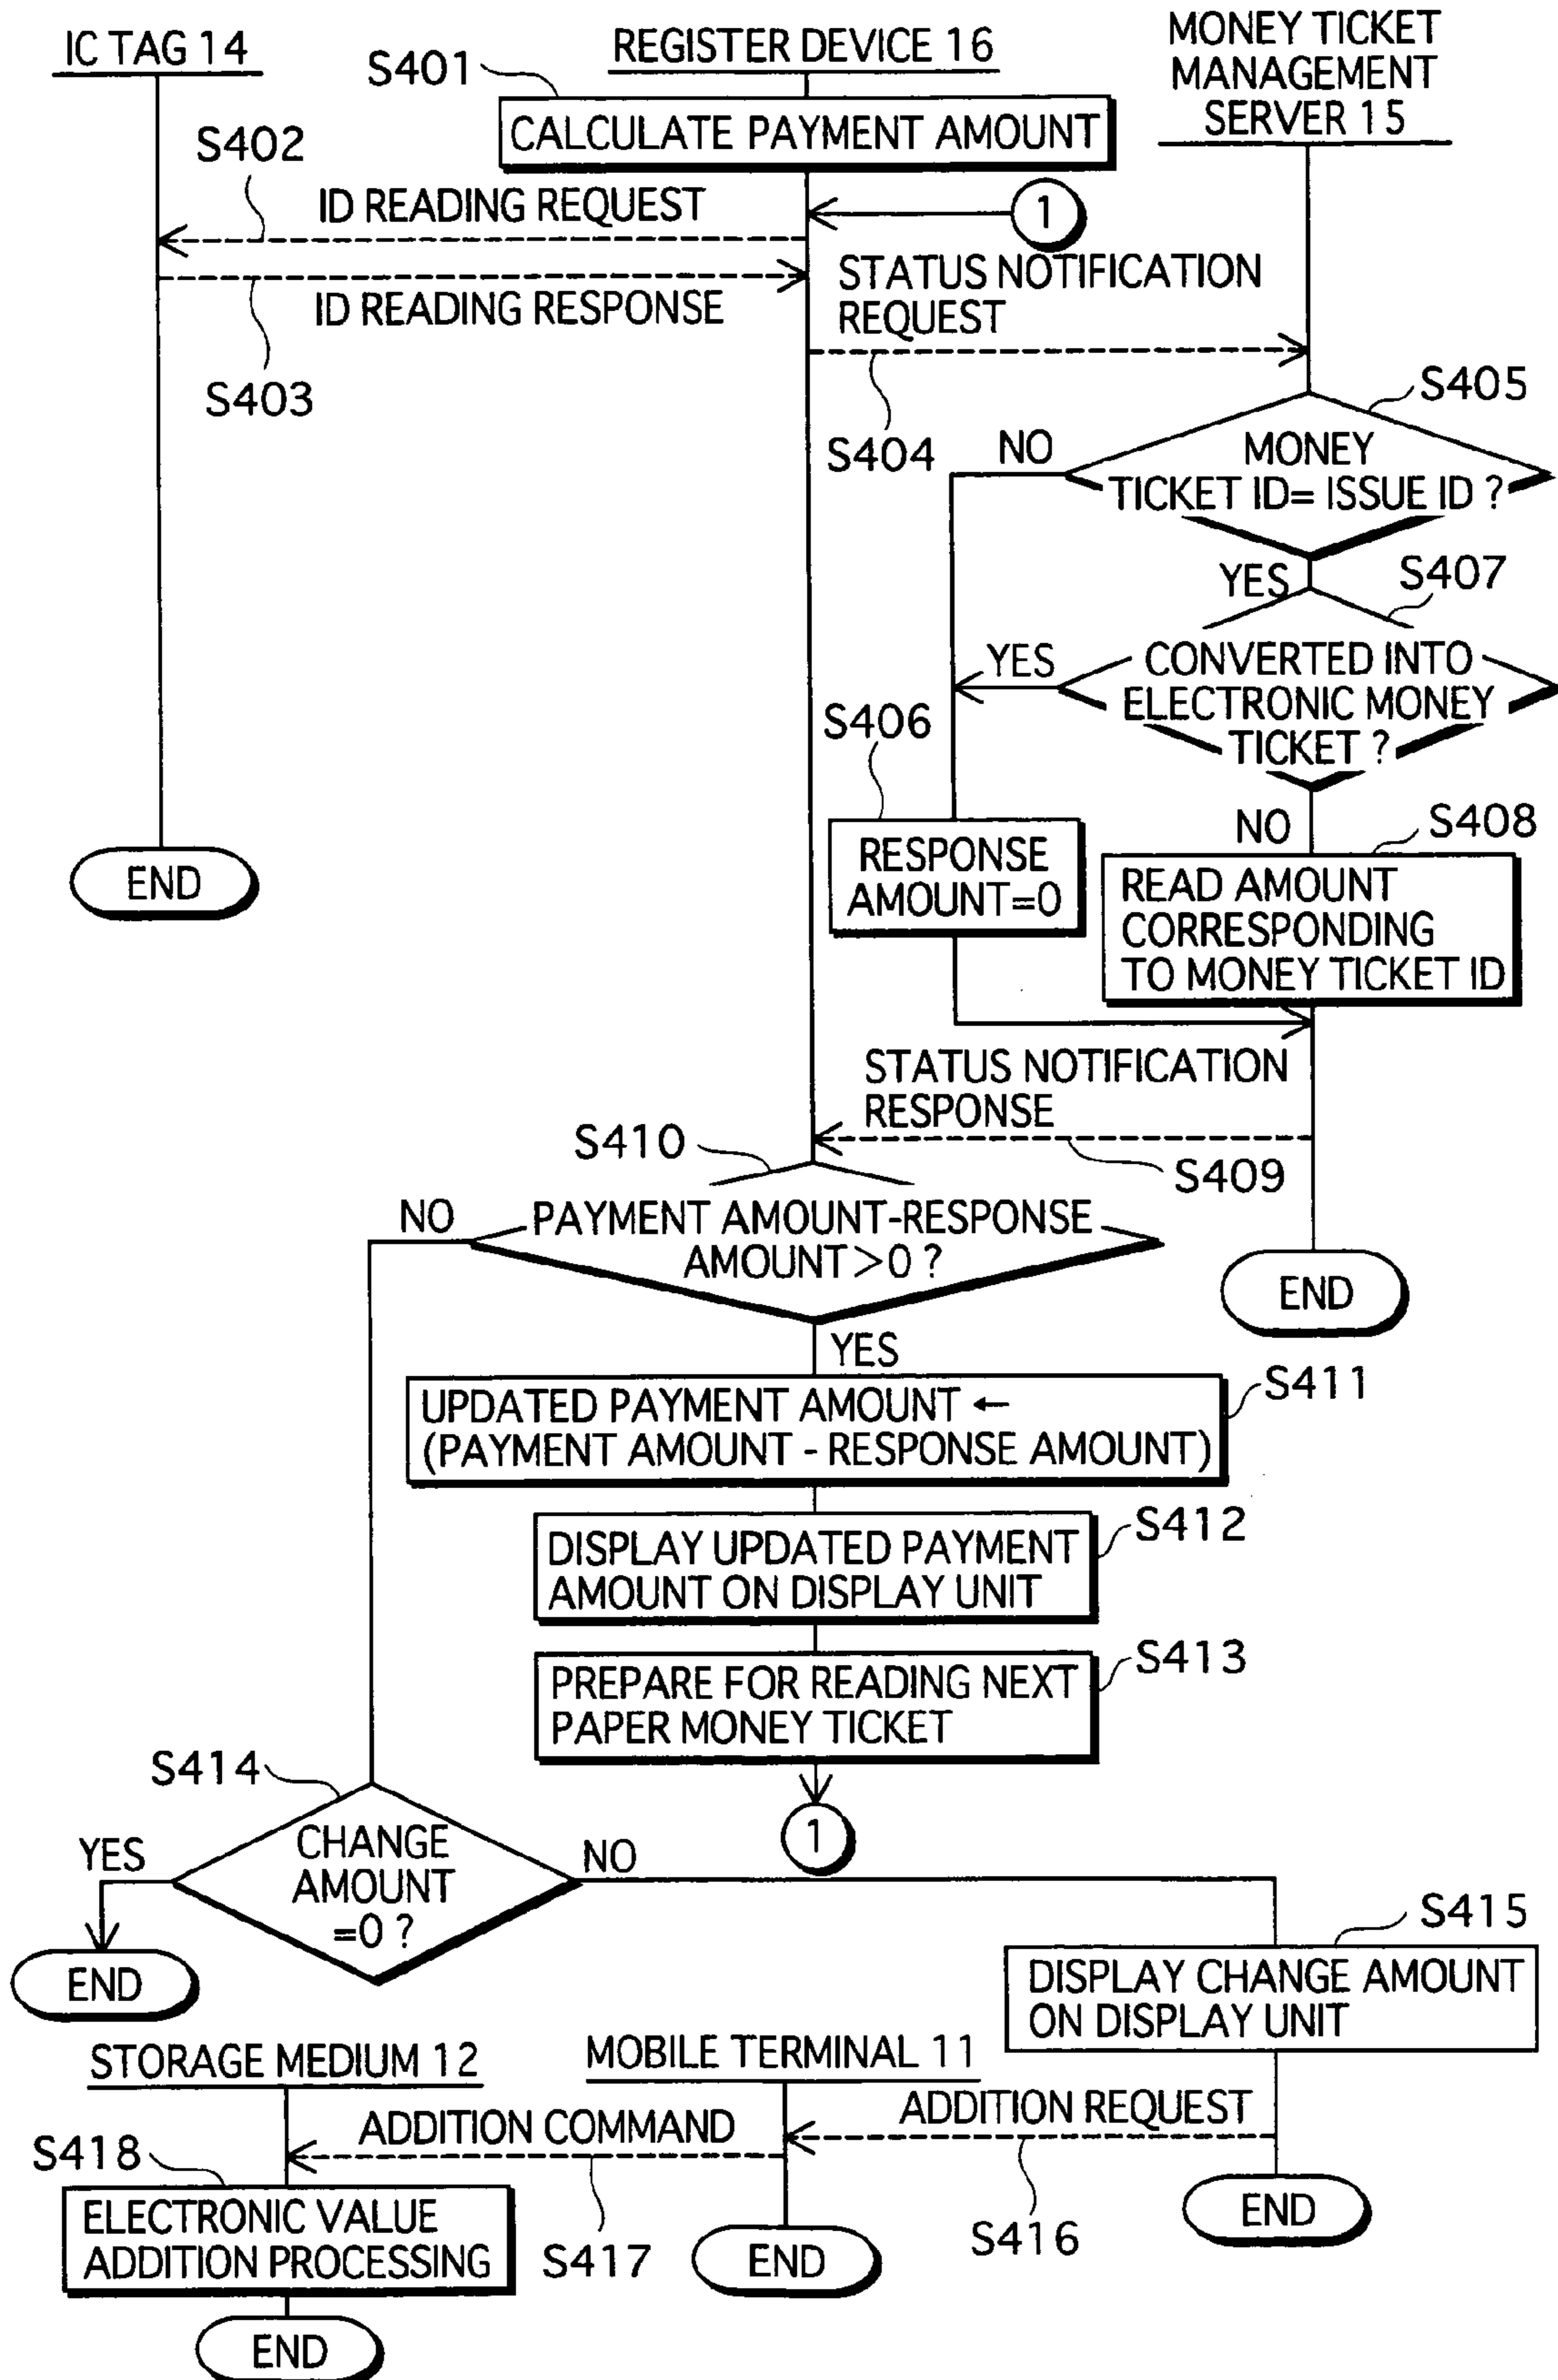 IC TAG 14
REGISTER DEVICE 16
MONEY TICKET
MANAGEMENT
SERVER 15
S401
CALCULATE PAYMENT AMOUNT
S402
ID READING REQUEST
1
ID READING RESPONSE
S403
STATUS NOTIFICATION
REQUEST
S404
S405
NO
MONEY
TICKET ID= ISSUE ID ?
YES
S407
YES
CONVERTED INTO
ELECTRONIC MONEY
TICKET ?
S406
RESPONSE
AMOUNT=0
NO
S408
READ AMOUNT
CORRESPONDING
TO MONEY TICKET ID
END
STATUS NOTIFICATION
RESPONSE
S409
S410
NO
PAYMENT AMOUNT-RESPONSE
AMOUNT>0 ?
END
YES
S411
UPDATED PAYMENT AMOUNT ←
(PAYMENT AMOUNT - RESPONSE AMOUNT)
S412
DISPLAY UPDATED PAYMENT
AMOUNT ON DISPLAY UNIT
S413
PREPARE FOR READING NEXT
PAPER MONEY TICKET
1
S414
YES
CHANGE
AMOUNT
=0 ?
NO
END
S415
DISPLAY CHANGE AMOUNT
ON DISPLAY UNIT
STORAGE MEDIUM 12
MOBILE TERMINAL 11
ADDITION REQUEST
S416
ADDITION COMMAND
S417
S418
ELECTRONIC VALUE
ADDITION PROCESSING
END
END
END